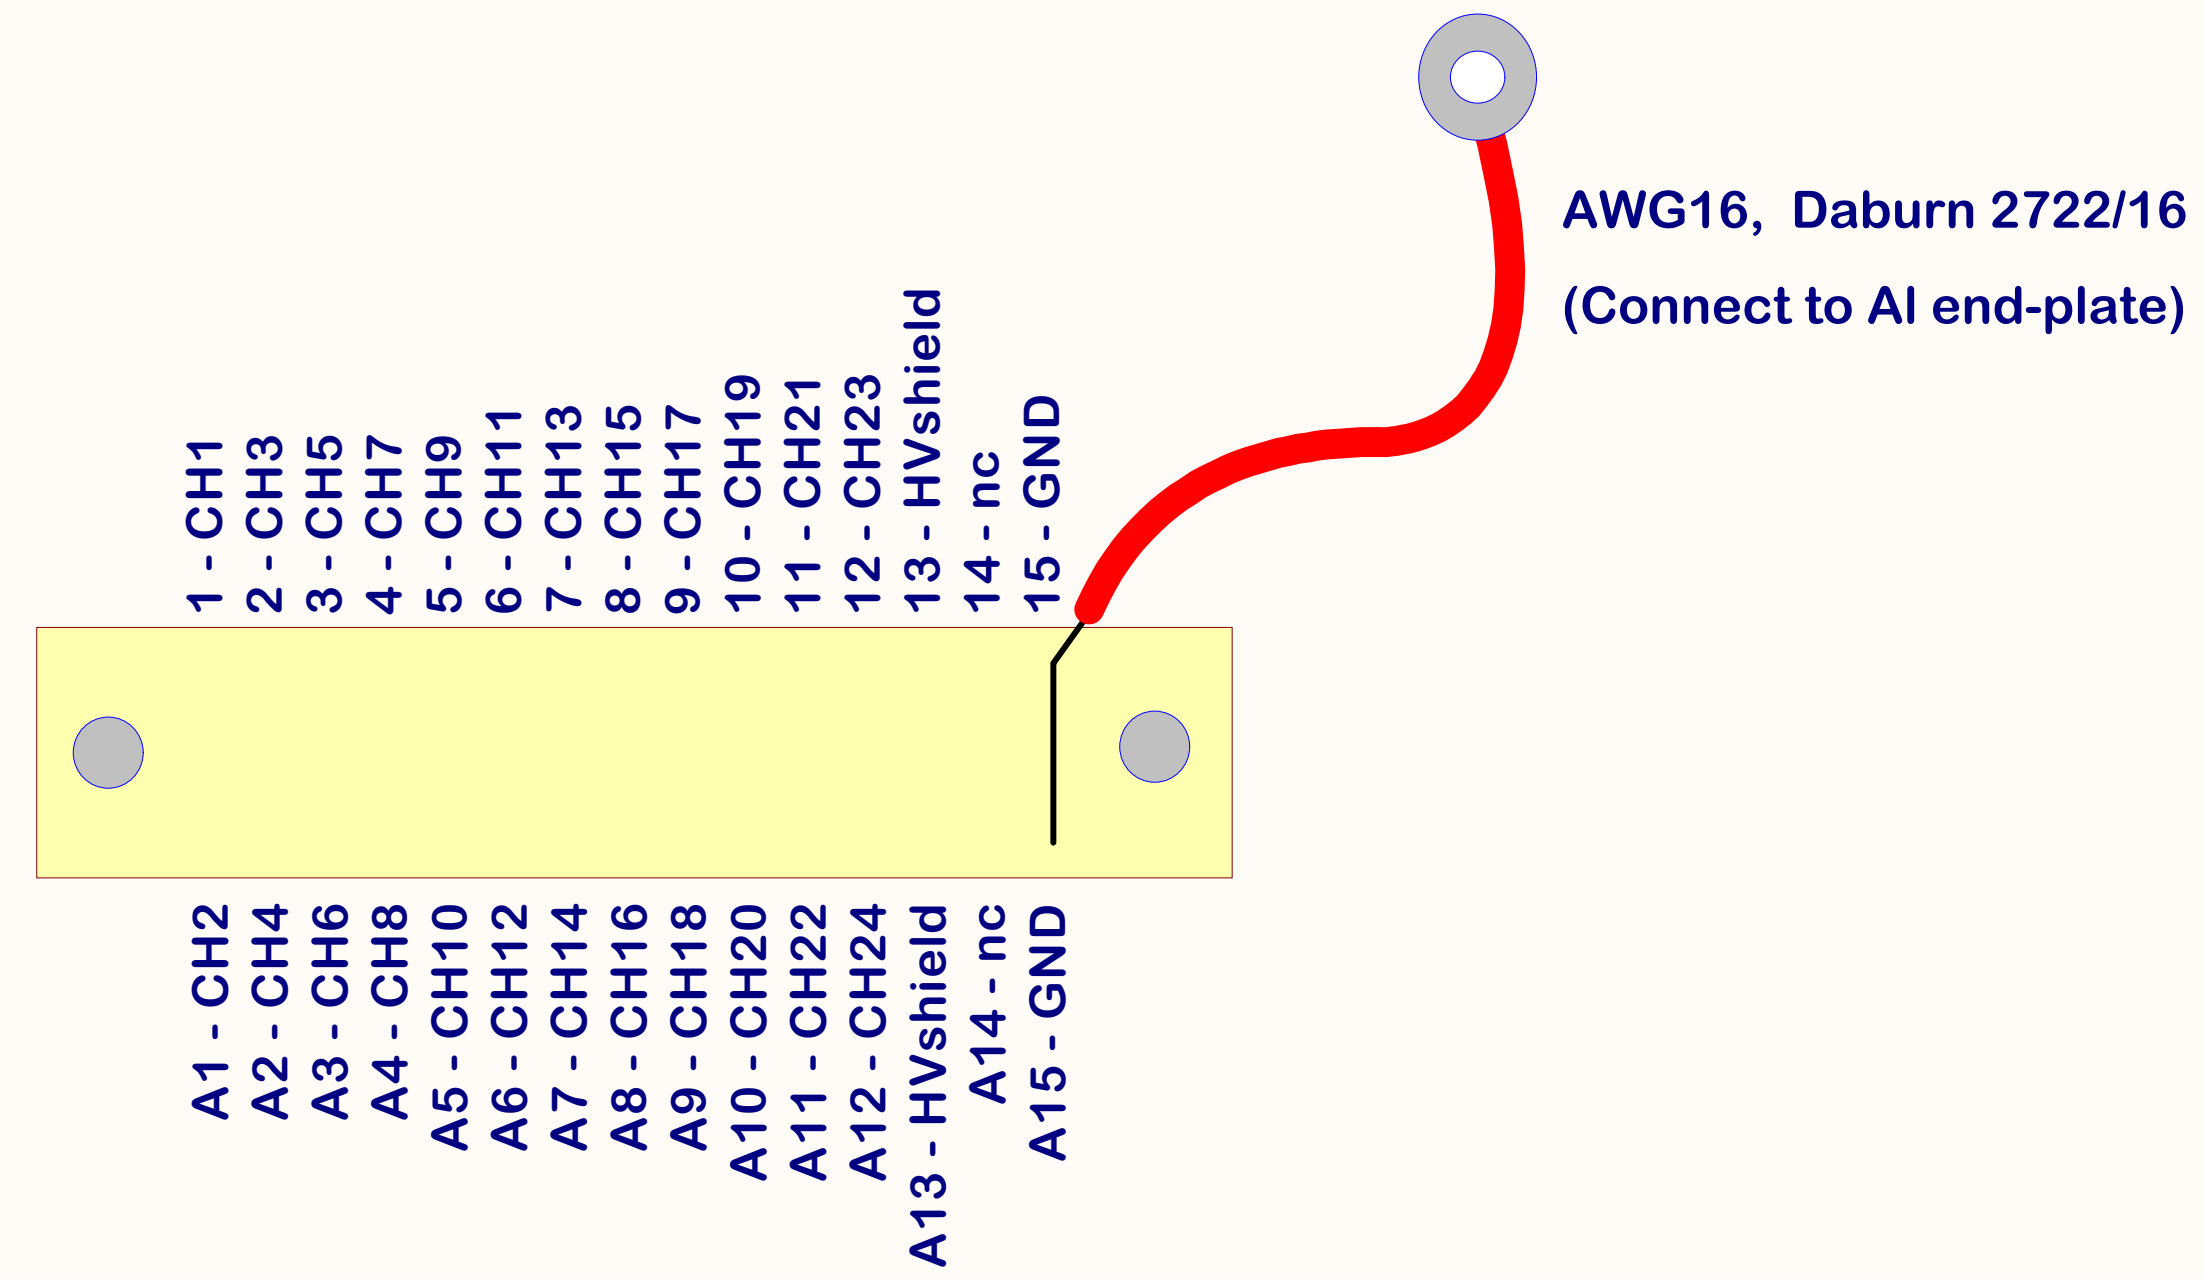 AWG16,  Daburn 2722/16
(Connect to Al end-plate)
1 - CH1
2 - CH3
3 - CH5
4 - CH7
5 - CH9
6 - CH11
7 - CH13
8 - CH15
9 - CH17
10 - CH19
11 - CH21
12 - CH23
13 - HVshield
14 - nc
15 - GND
A1 - CH2
A2 - CH4
A3 - CH6
A4 - CH8
A5 - CH10
A6 - CH12
A7 - CH14
A8 - CH16
A9 - CH18
A10 - CH20
A11 - CH22
A12 - CH24
A13 - HVshield
A14 - nc
A15 - GND